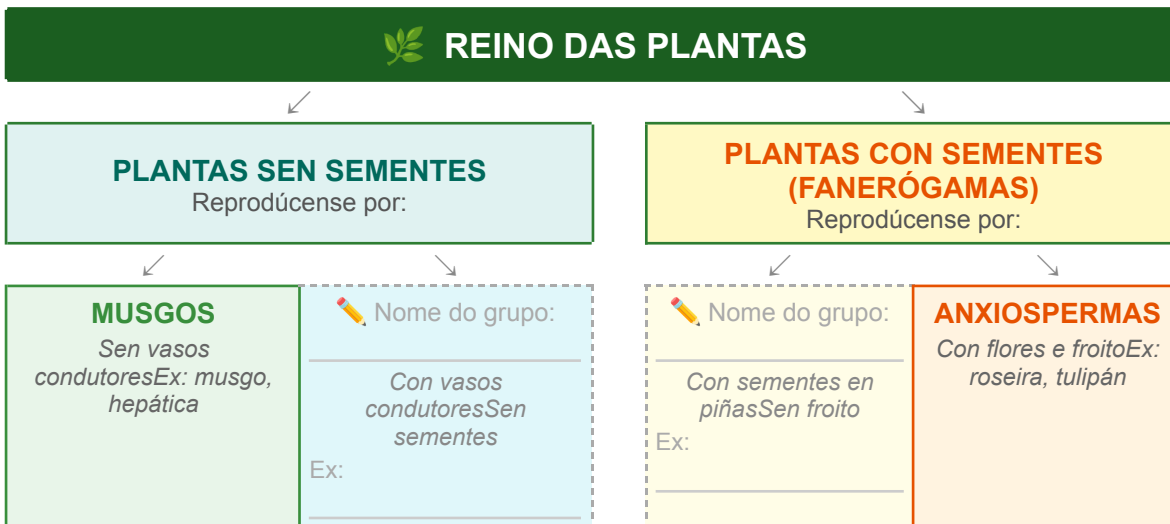 🌿 REINO DAS PLANTAS
PLANTAS SEN SEMENTES
Reprodúcense por:
PLANTAS CON SEMENTES
(FANERÓGAMAS)
Reprodúcense por:
MUSGOS
Sen vasos
condutoresEx: musgo,
hepática
✏️ Nome do grupo:
Con vasos
condutoresSen
sementes
Ex:
✏️ Nome do grupo:
Con sementes en
piñasSen froito
Ex:
ANXIOSPERMAS
Con flores e froitoEx:
roseira, tulipán